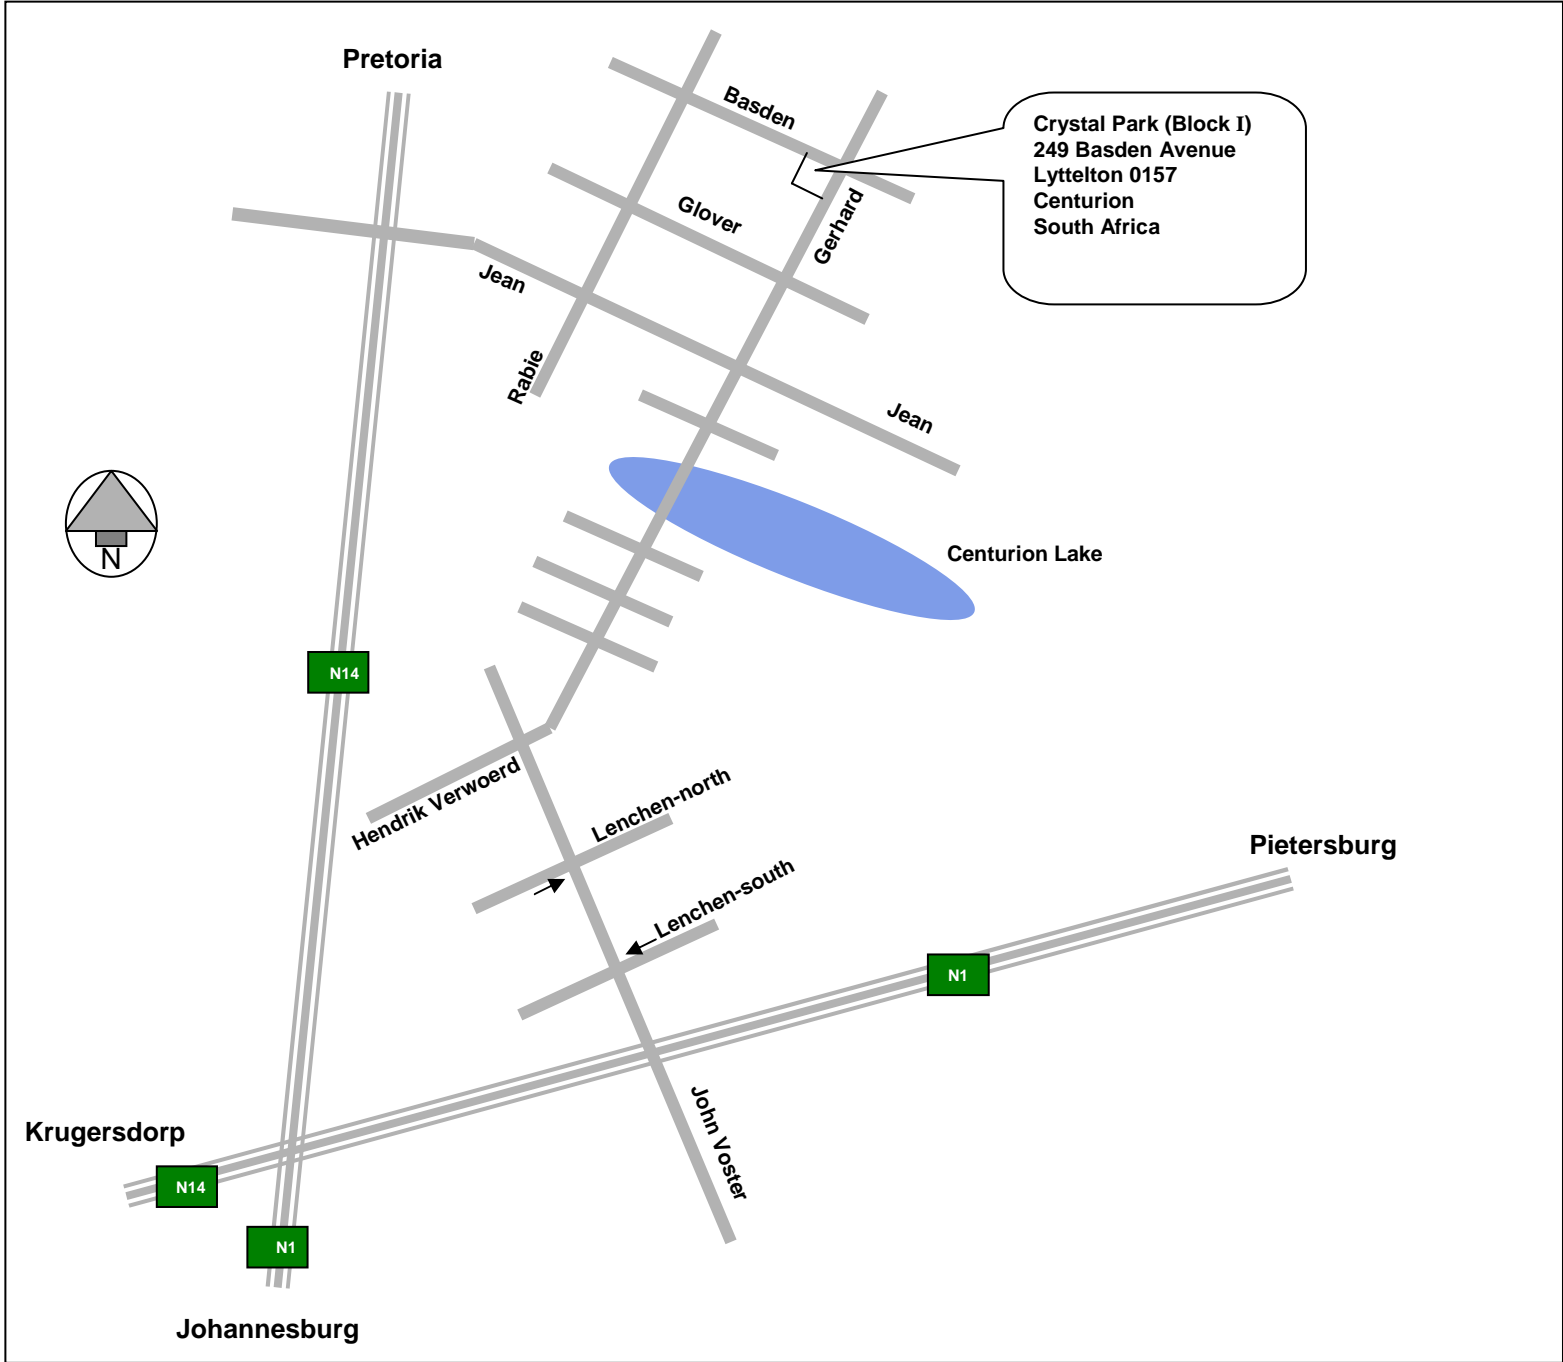 Pretoria
Basden
Crystal Park (Block I)
249 Basden Avenue
Lyttelton 0157
Centurion
South Africa
Glover
Gerhard
Jean
Rabie
Jean
N
Centurion Lake
N14
Hendrik Verwoerd
Lenchen-north
Lenchen-south
Pietersburg
N1
John Voster
Krugersdorp
N14
N1
Johannesburg